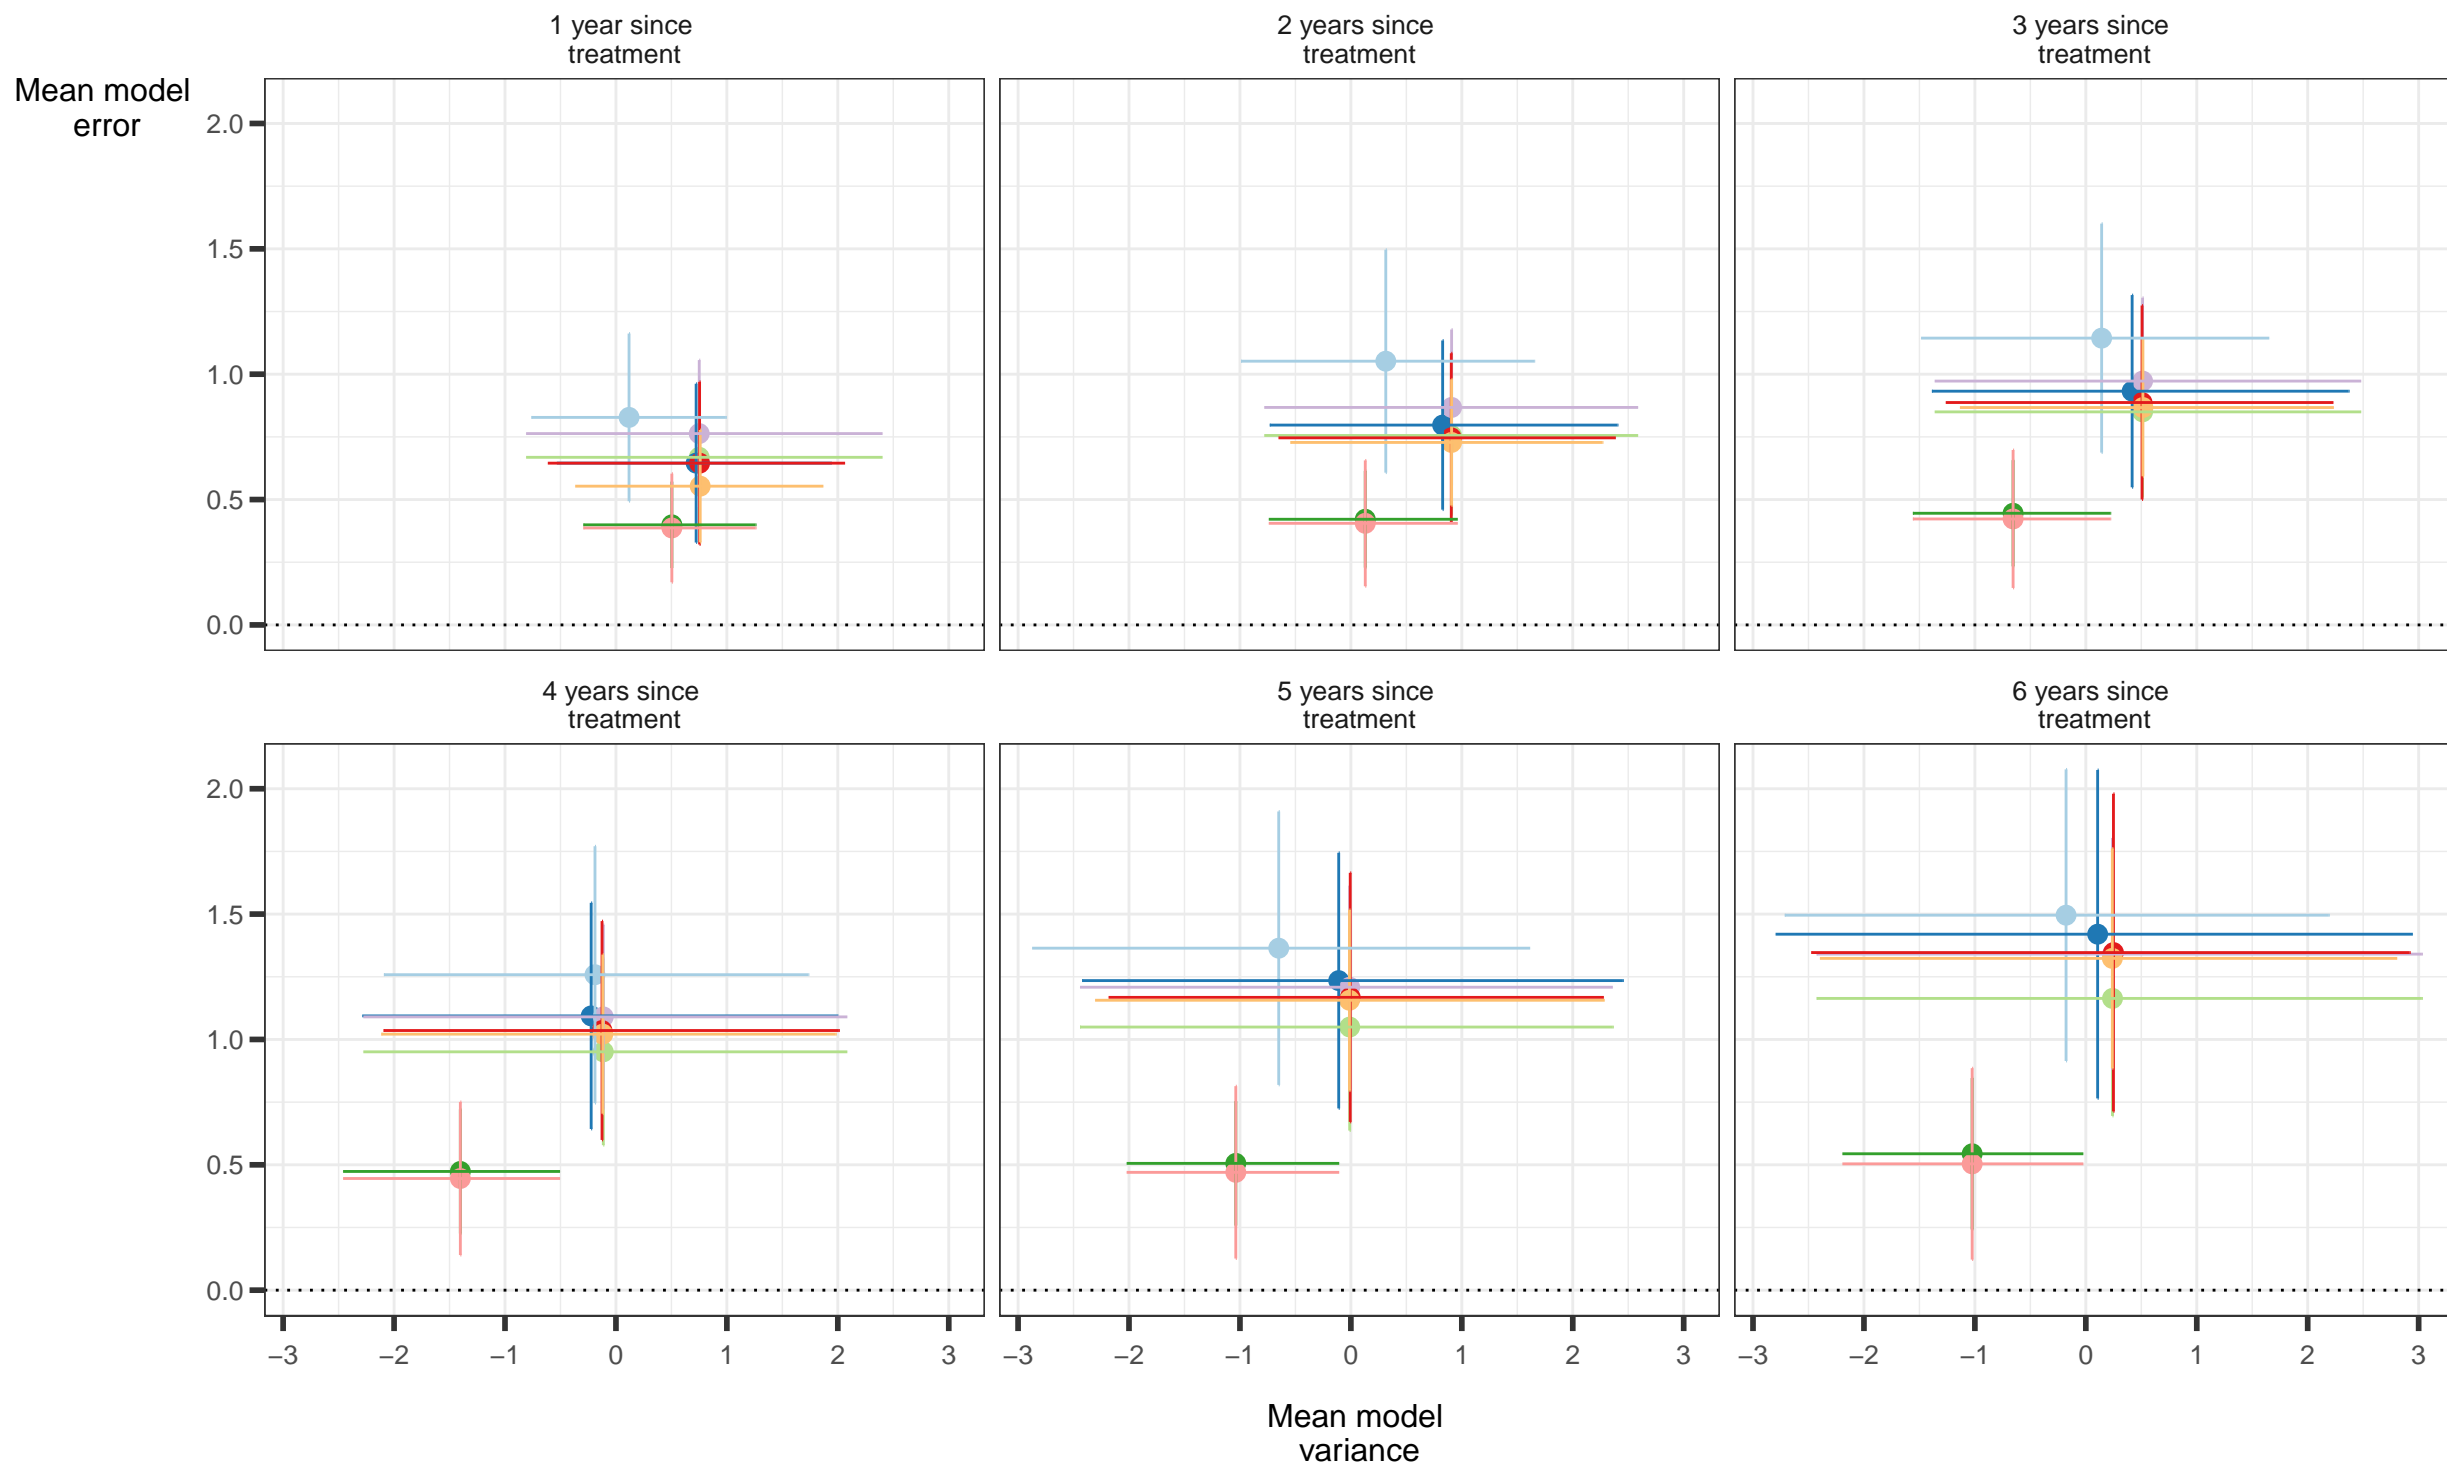 1 year since
treatment
2 years since
treatment
3 years since
treatment
Mean model
error
2.0
1.5
1.0
0.5
0.0
4 years since
treatment
5 years since
treatment
6 years since
treatment
2.0
1.5
1.0
0.5
0.0
−3 −2 −1 0 1 2 3 −3 −2 −1 0 1 2 3 −3 −2 −1 0 1 2 3
Mean model
variance